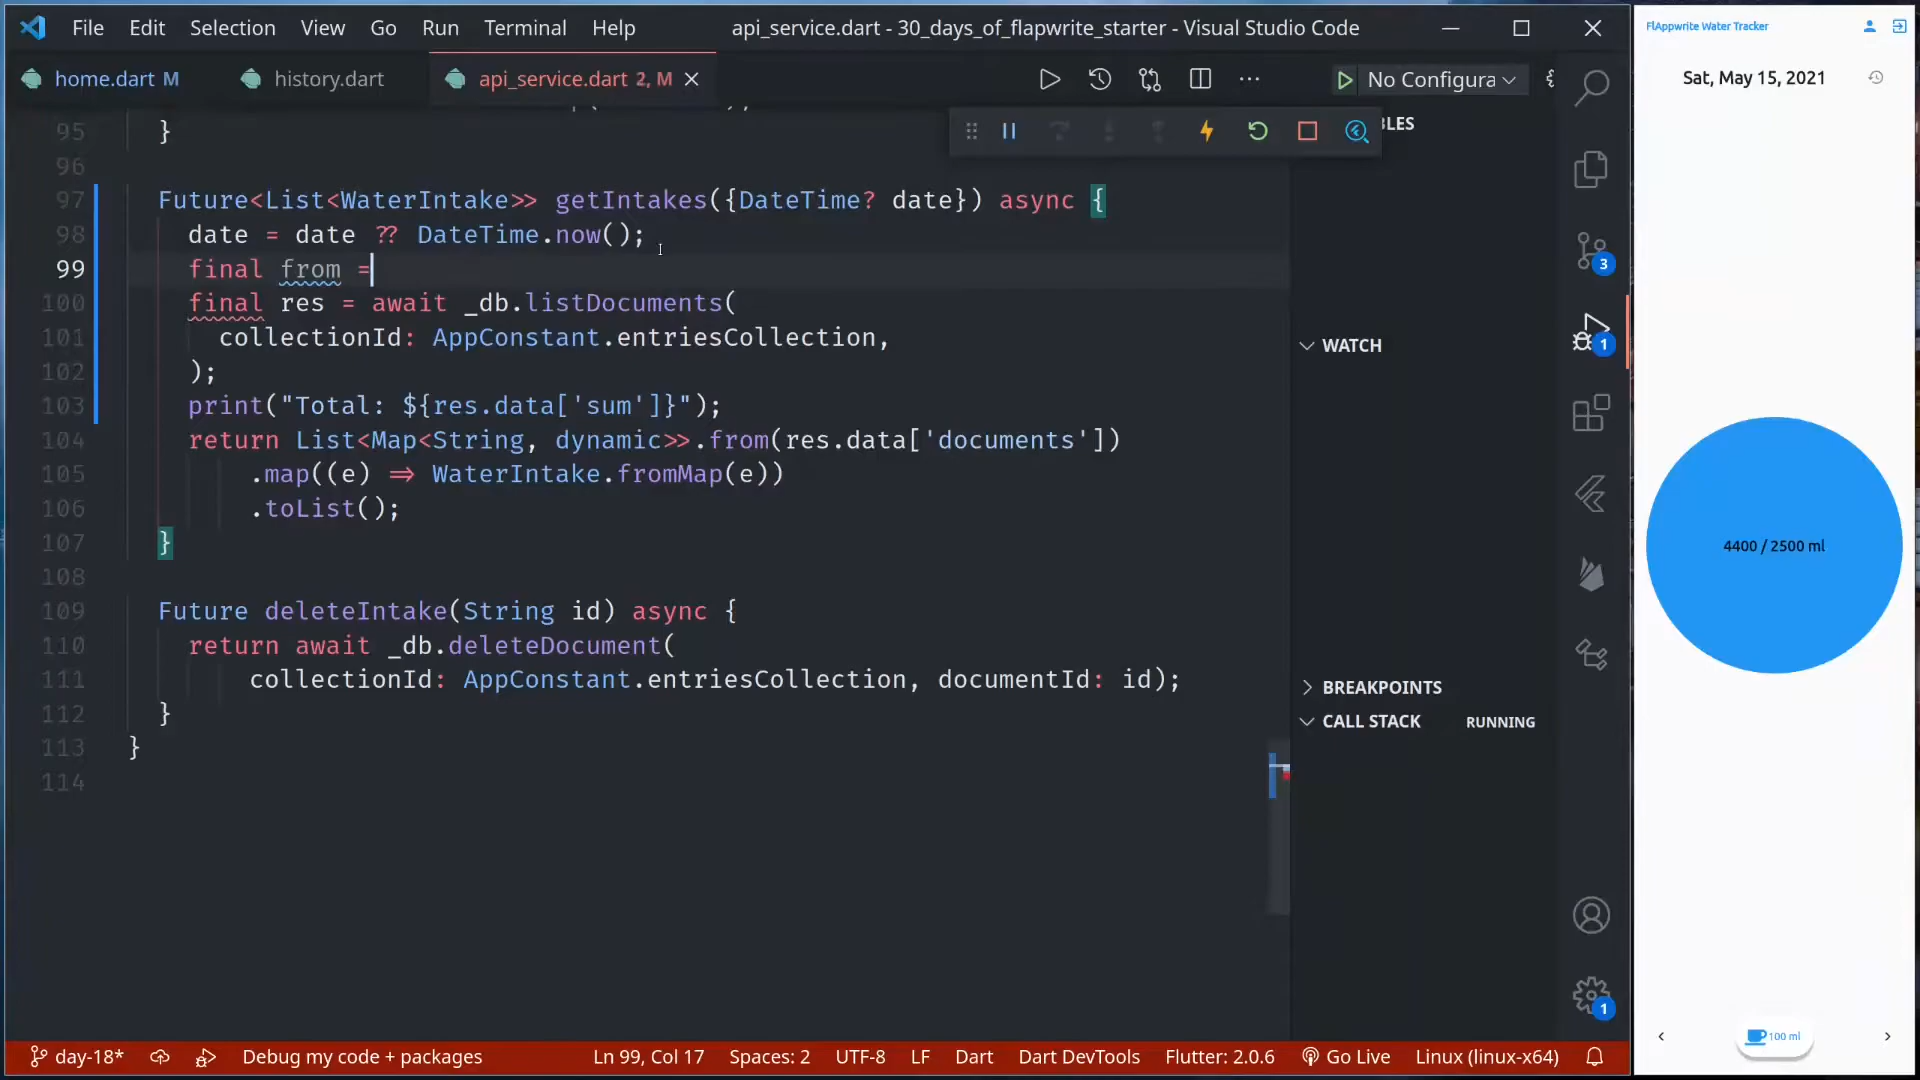 File Edit Selection View Go Run Terminal Help
api_service.dart - 30_days_of_flapwrite_starter - Visual Studio Code
home.dart M
history.dart
api_service.dart 2, M
No Configura
BLES
95 }
96
97 Future<List<WaterIntake>> getIntakes({DateTime? date}) async {
98 date = date ?? DateTime.now();
99 final from =
100 final res = await _db.listDocuments(
101 collectionId: AppConstant.entriesCollection,
102 );
103 print("Total: ${res.data['sum']}");
104 return List<Map<String, dynamic>>.from(res.data['documents'])
105 .map((e) => WaterIntake.fromMap(e))
106 .toList();
107 }
108
109 Future deleteIntake(String id) async {
110 return await _db.deleteDocument(
111 collectionId: AppConstant.entriesCollection, documentId: id);
112 }
113 }
114
WATCH
BREAKPOINTS
CALL STACK RUNNING
3
1
1
day-18* Debug my code + packages Ln 99, Col 17 Spaces: 2 UTF-8 LF Dart Dart DevTools Flutter: 2.0.6 Go Live Linux (linux-x64)
FlAppwrite Water Tracker
Sat, May 15, 2021
4400 / 2500 ml
100 ml